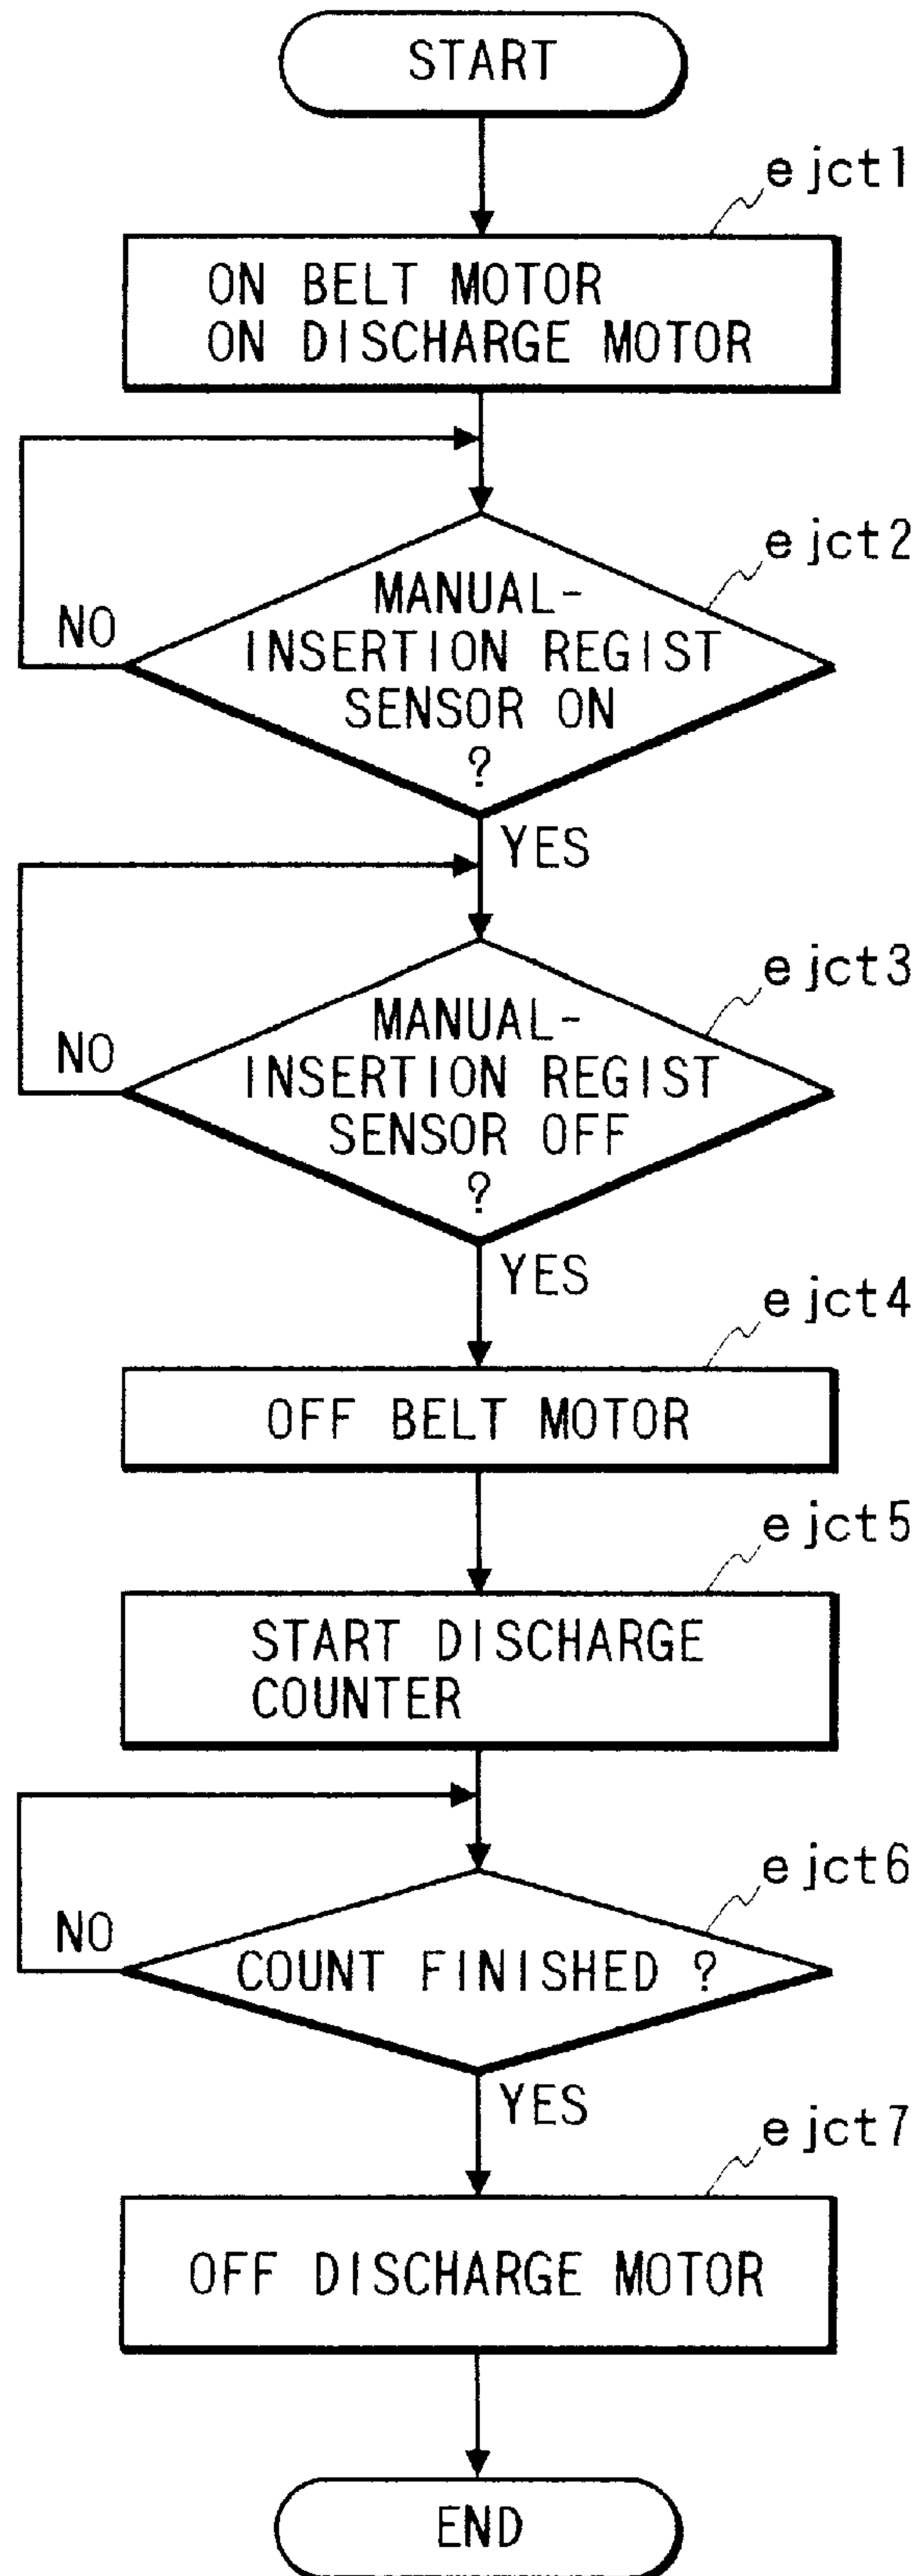 START
ejct1
ON BELT MOTOR
ON DISCHARGE MOTOR
ejct2
MANUAL-
INSERTION REGIST
SENSOR ON
?
NO
YES
ejct3
MANUAL-
INSERTION REGIST
SENSOR OFF
?
NO
YES
ejct4
OFF BELT MOTOR
ejct5
START DISCHARGE
COUNTER
ejct6
COUNT FINISHED ?
NO
YES
ejct7
OFF DISCHARGE MOTOR
END